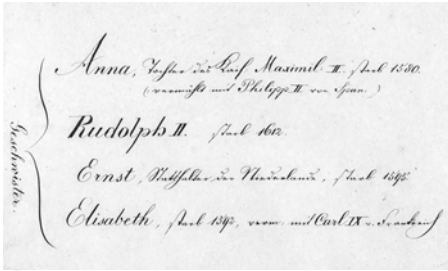 Anna, Tochter des Kais. Maximil. II. starb 1580.
(vermählt mit Philipp II von Span.)
Rudolph II. starb 1612.
Ernst, Statthalter der Niederlande, starb 1595
Elisabeth, starb 1592, verm. mit Carl IX v. Frankreich
Geschwister.